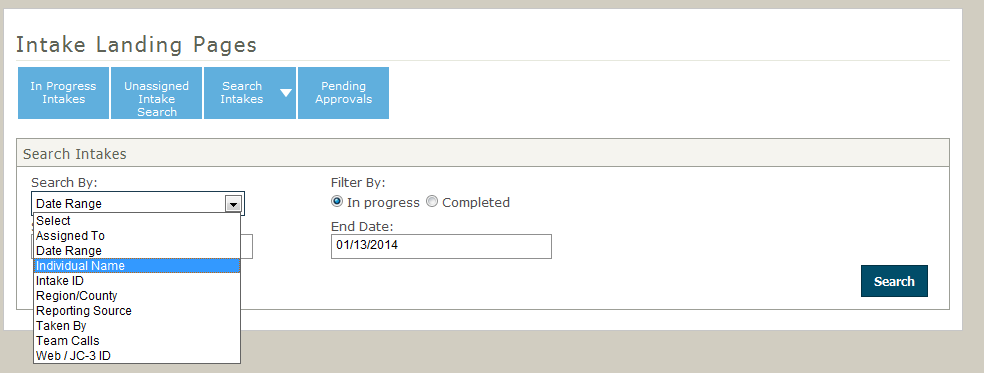 Intake Landing Pages
In Progress
Intakes
Unassigned
Intake
Search
Search
Intakes
Pending
Approvals
Search Intakes
Search By:
Date Range
Select
Assigned To
Date Range
Individual Name
Intake ID
Region/County
Reporting Source
Taken By
Team Calls
Web / JC-3 ID
Filter By:
In progress
Completed
End Date:
01/13/2014
Search